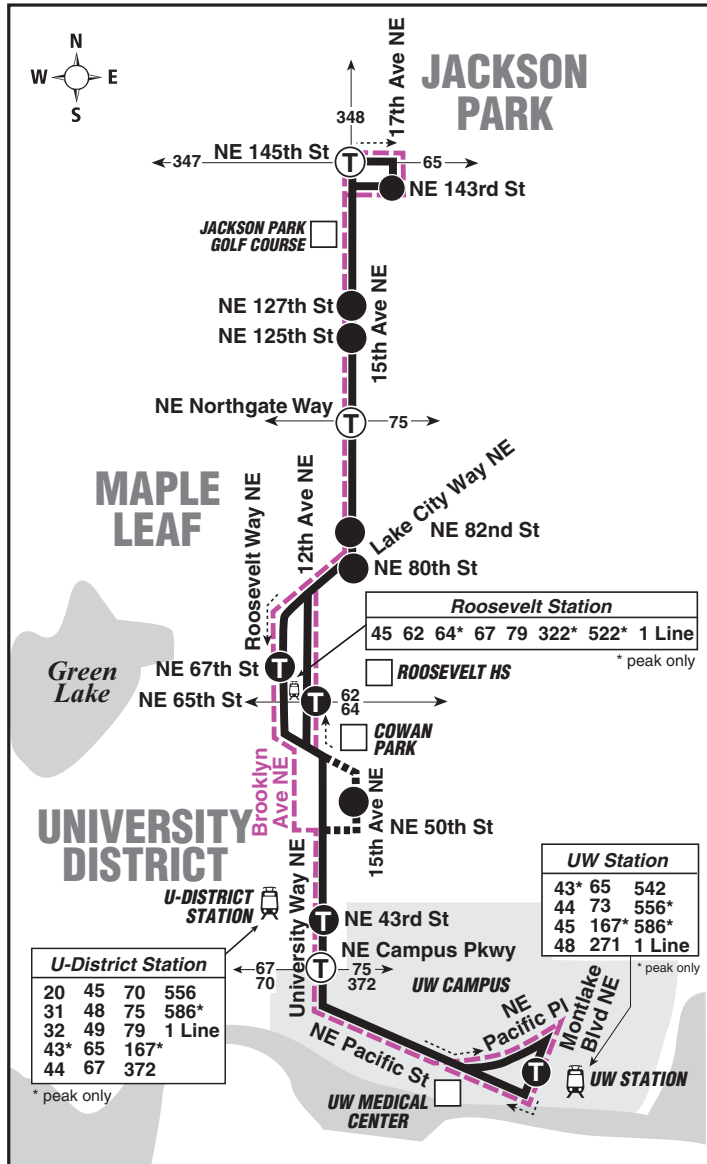 N
W E
S
JACKSON
PARK
348
17th Ave NE
NE 145th St
T
347
65
NE 143rd St
JACKSON PARK
GOLF COURSE
NE 127th St
NE 125th St
15th Ave NE
NE Northgate Way
T
75
MAPLE
LEAF
Roosevelt Way NE
12th Ave NE
Lake City Way NE
NE 82nd St
NE 80th St
Roosevelt Station
45 62 64* 67 79 322* 522* 1 Line
* peak only
Green
Lake
NE 67th St
T
ROOSEVELT HS
NE 65th St
T
62
64
COWAN
PARK
Brooklyn
Ave NE
15th Ave NE
NE 50th St
UNIVERSITY
DISTRICT
University Way NE
U-DISTRICT
STATION
T
NE 43rd St
NE Campus Pkwy
67
70
T
75
372
UW CAMPUS
UW Station
43* 65 542
44 73 556*
45 167* 586*
48 271 1 Line
* peak only
U-District Station
20 45 70 556
31 48 75 586*
32 49 79 1 Line
43* 65 167*
44 67 372
* peak only
NE
Pacific Pl
Montlake
Blvd NE
NE Pacific St
T
UW STATION
UW MEDICAL
CENTER